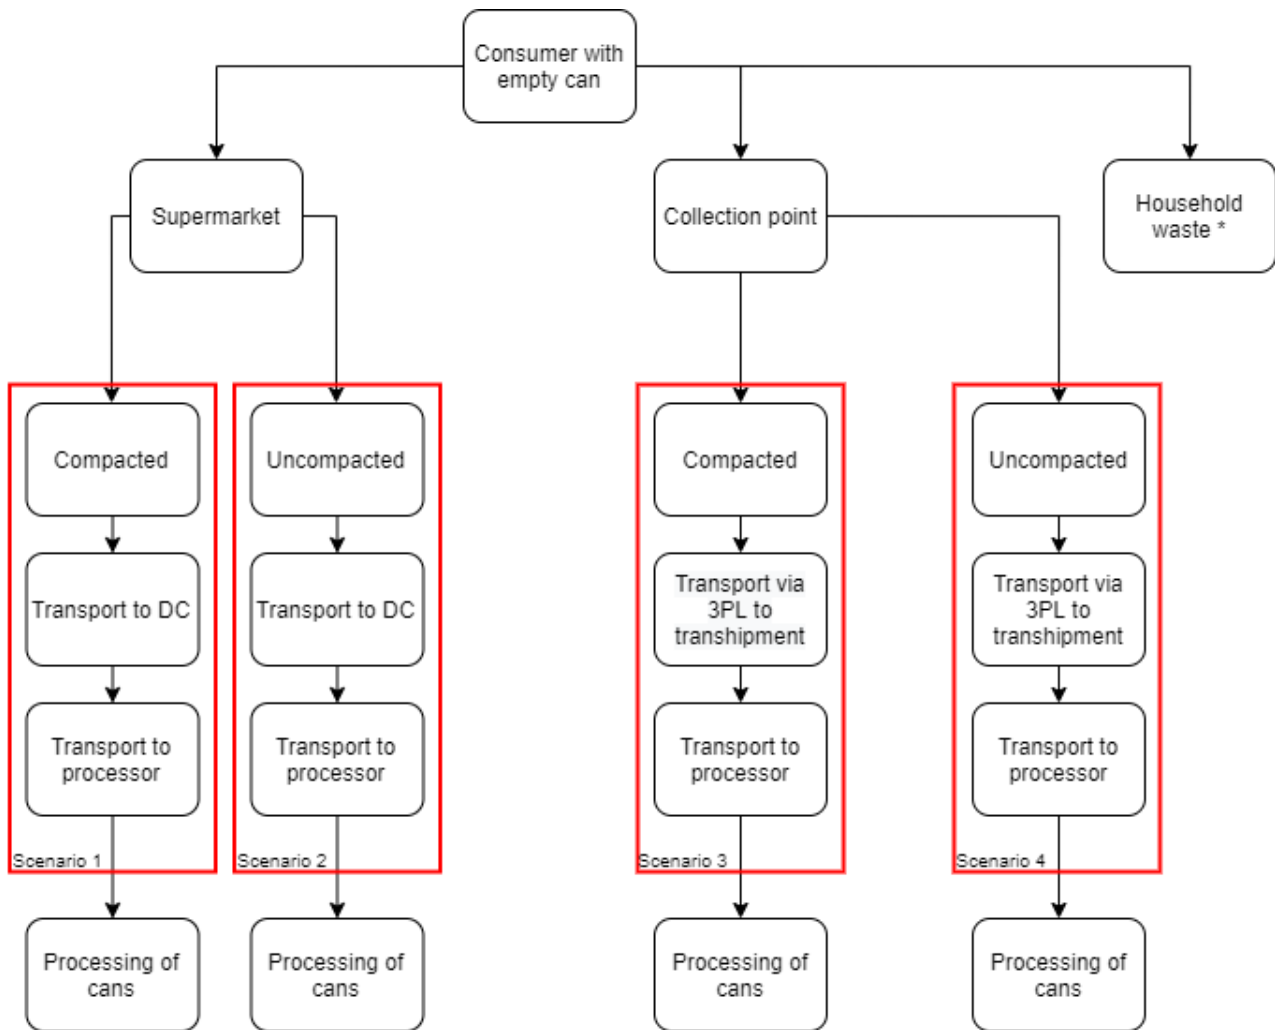 Consumer with
empty can
Supermarket
Collection point
Household
waste *
Compacted
Uncompacted
Compacted
Uncompacted
Transport to DC
Transport to DC
Transport via
3PL to
transhipment
Transport via
3PL to
transhipment
Transport to
processor
Transport to
processor
Transport to
processor
Transport to
processor
Scenario 1
Scenario 2
Scenario 3
Scenario 4
Processing of
cans
Processing of
cans
Processing of
cans
Processing of
cans